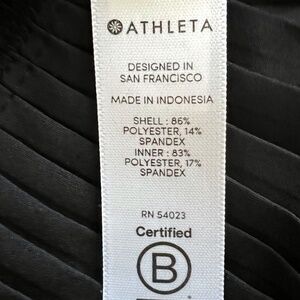 ATHLETA
DESIGNED IN
SAN FRANCISCO
MADE IN INDONESIA
SHELL : 86%
POLYESTER, 14%
SPANDEX
INNER : 83%
POLYESTER, 17%
SPANDEX
RN 54023
Certified
B